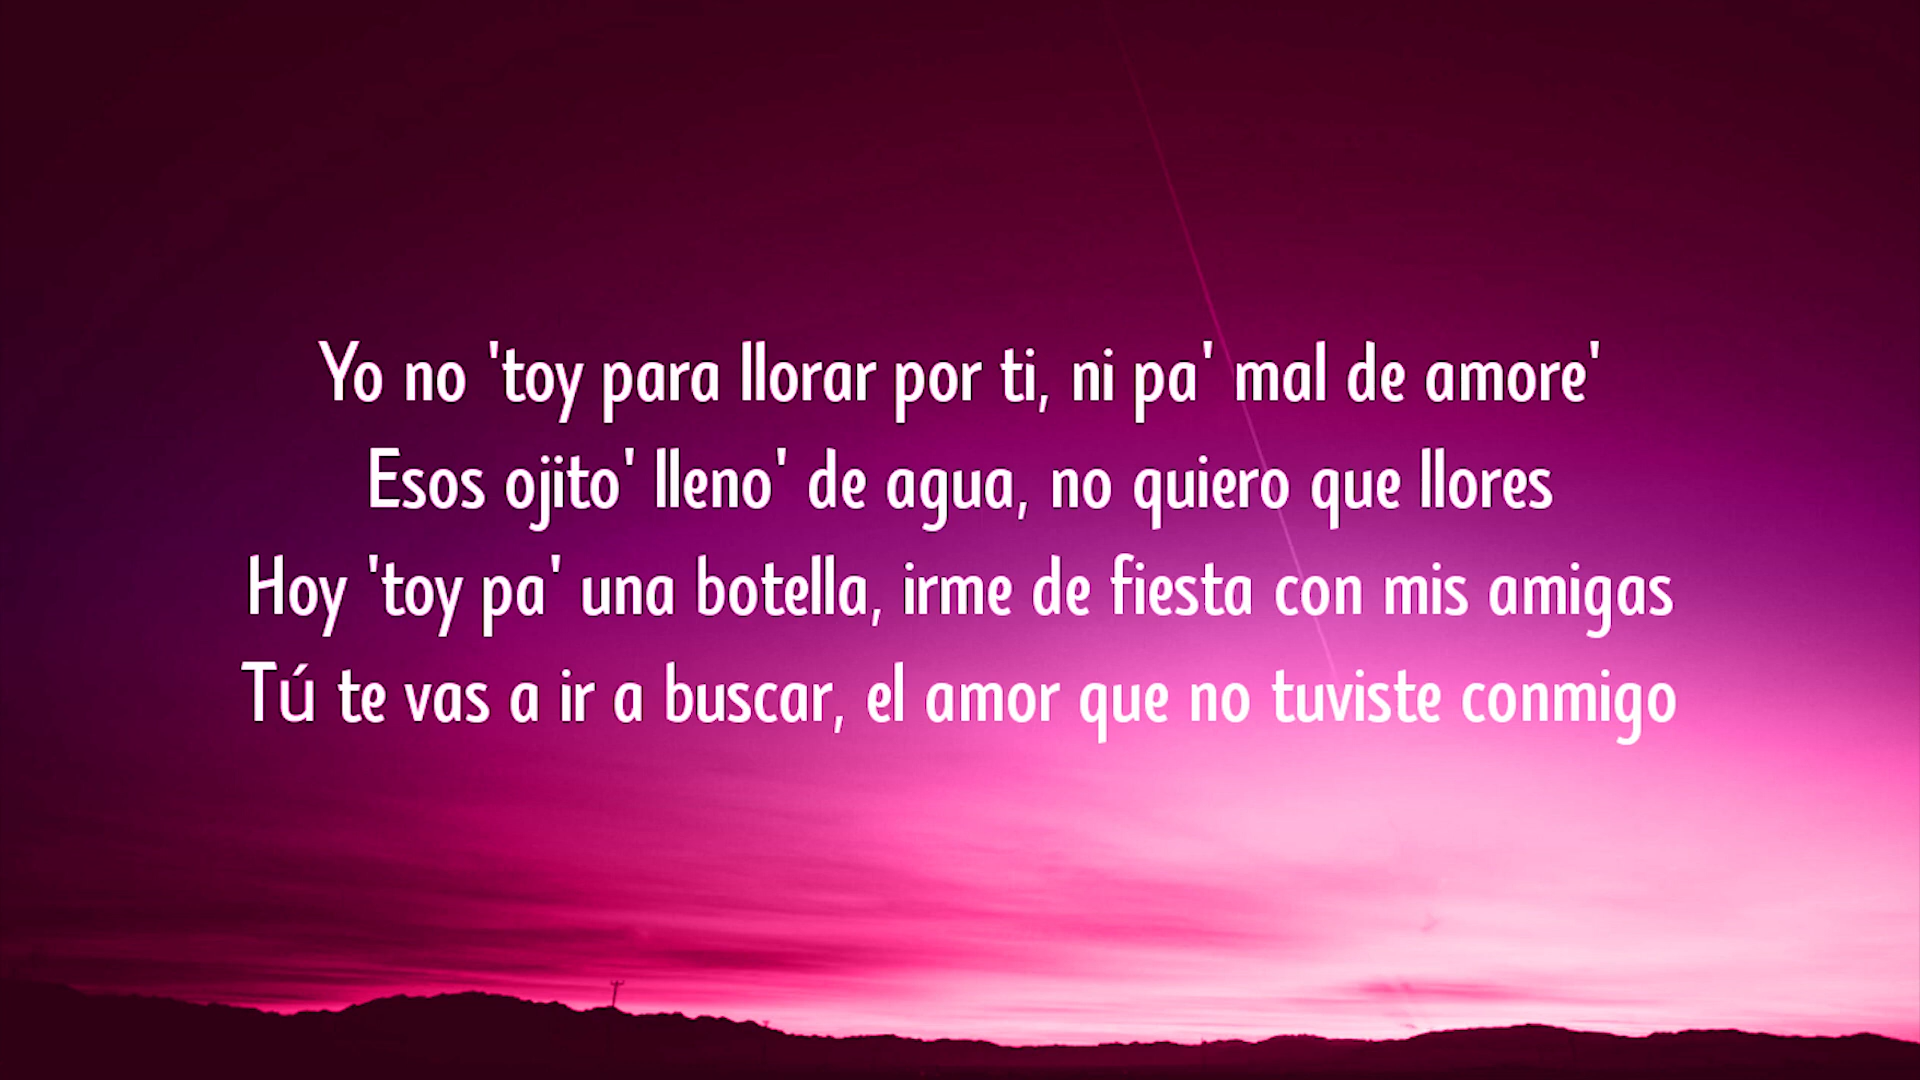 Yo no 'toy para llorar por ti, ni pa' mal de amore'
Esos ojito' lleno' de agua, no quiero que llores
Hoy 'toy pa' una botella, irme de fiesta con mis amigas
Tú te vas a ir a buscar, el amor que no tuviste conmigo